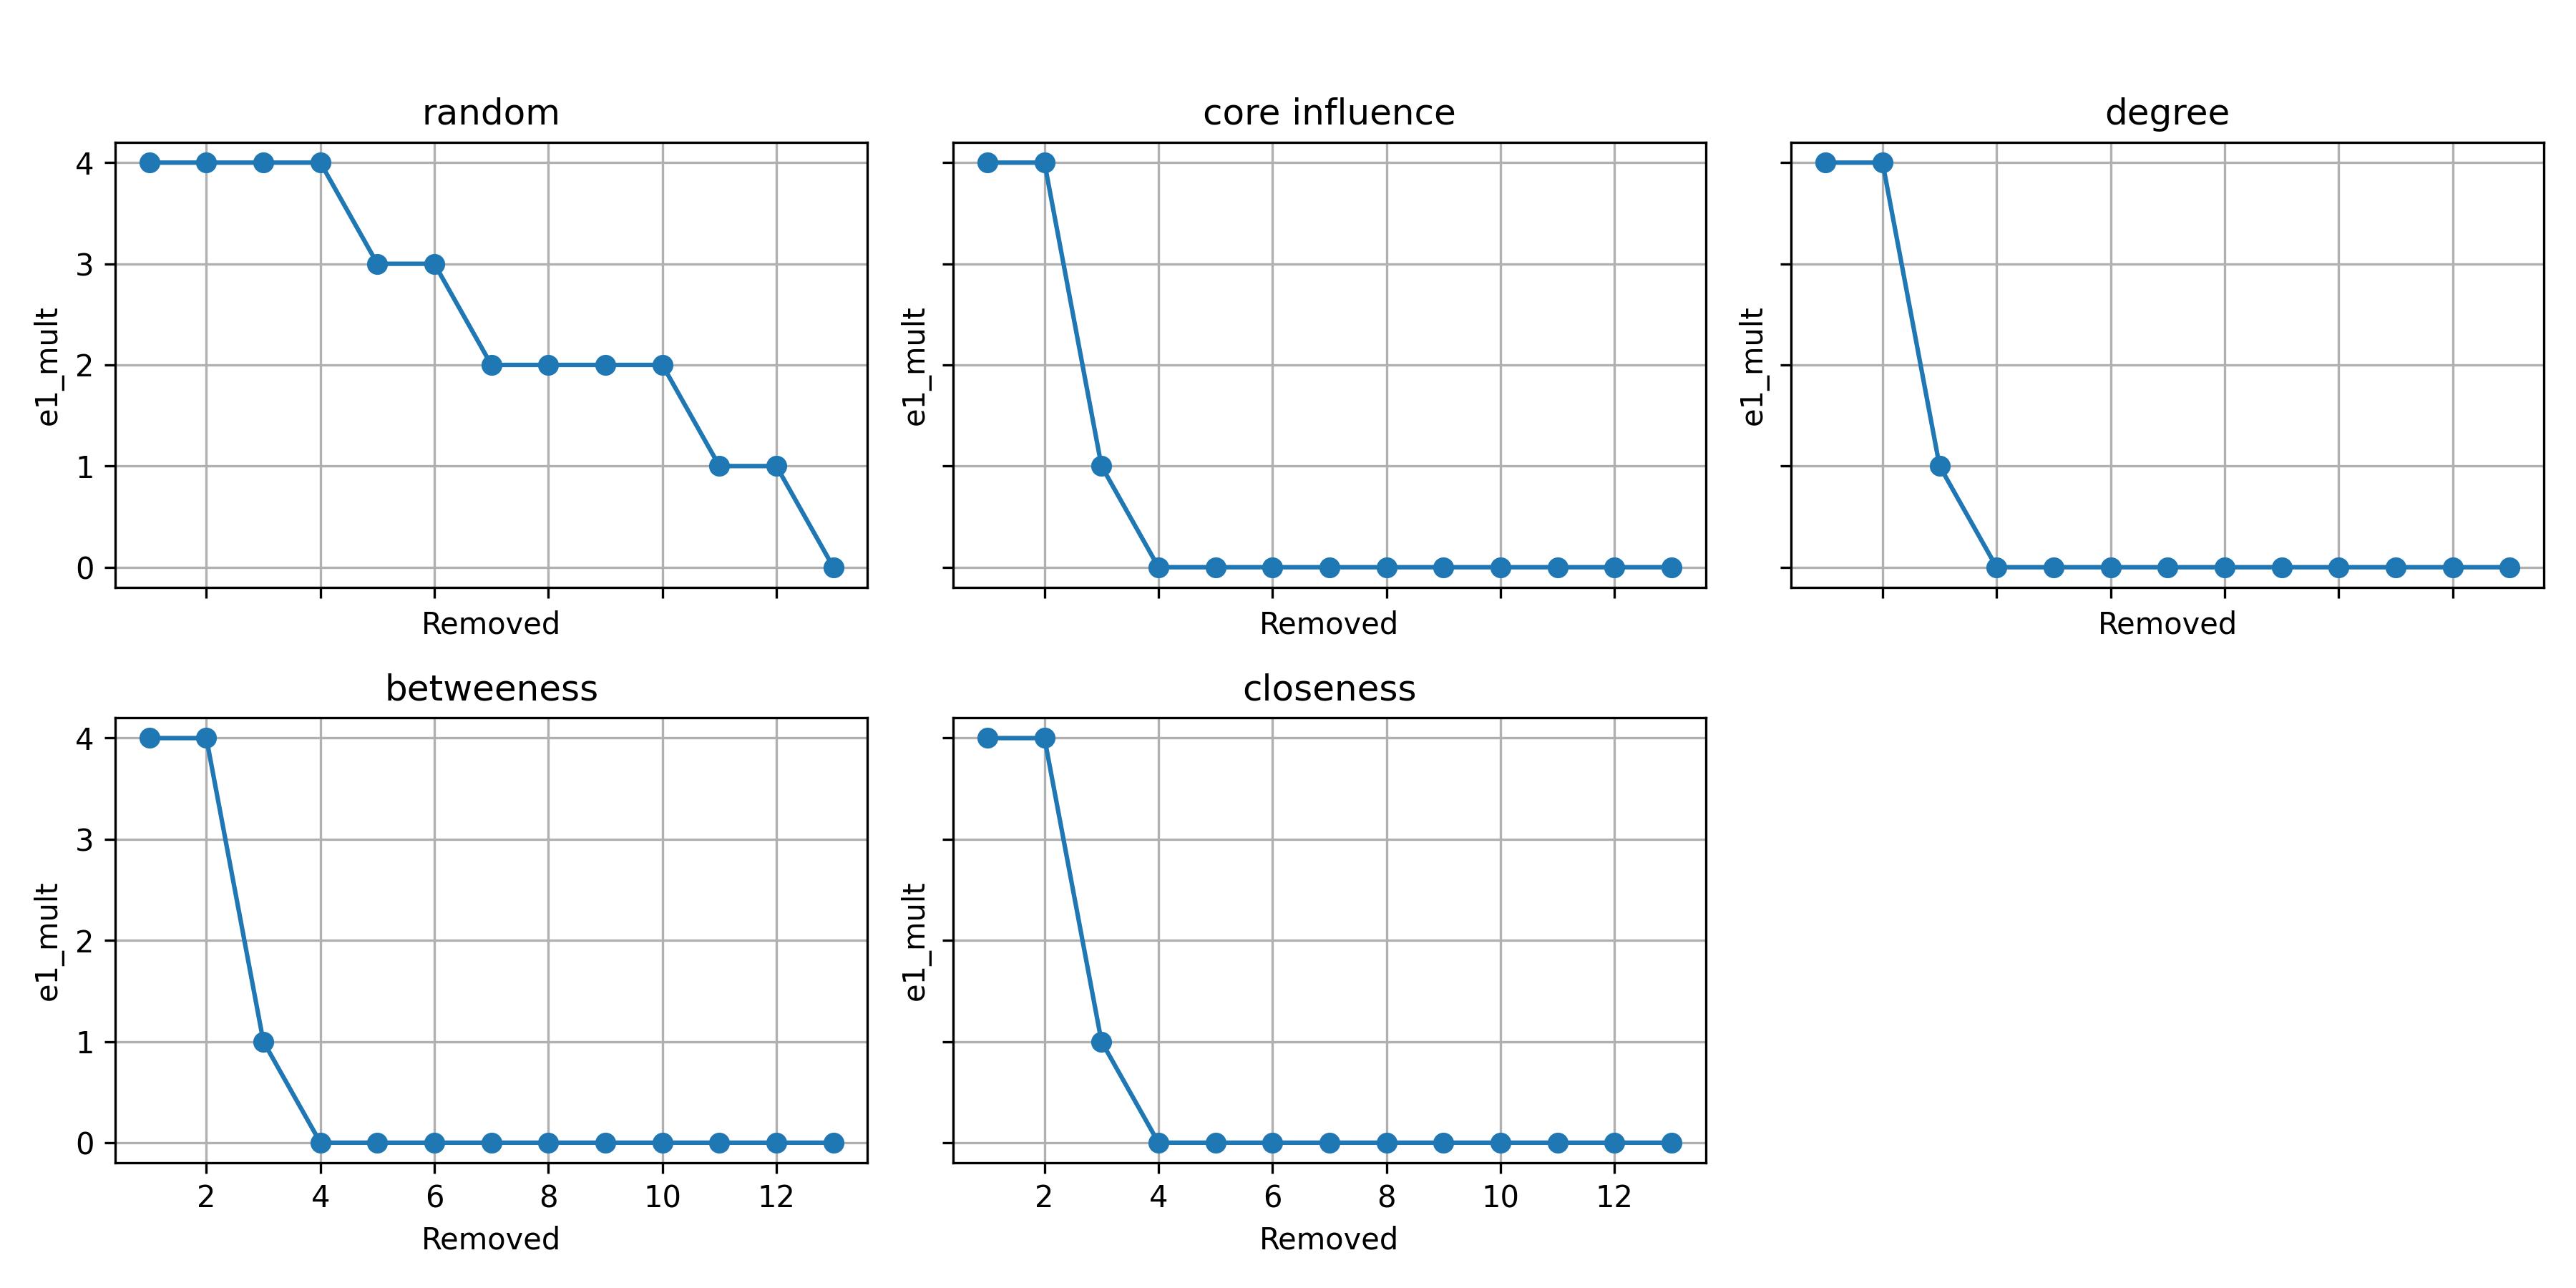 random
4
3
2
1
0
e1_mult
Removed
core influence
e1_mult
Removed
degree
e1_mult
Removed
betweeness
4
3
2
1
0
e1_mult
2 4 6 8 10 12
Removed
closeness
e1_mult
2 4 6 8 10 12
Removed